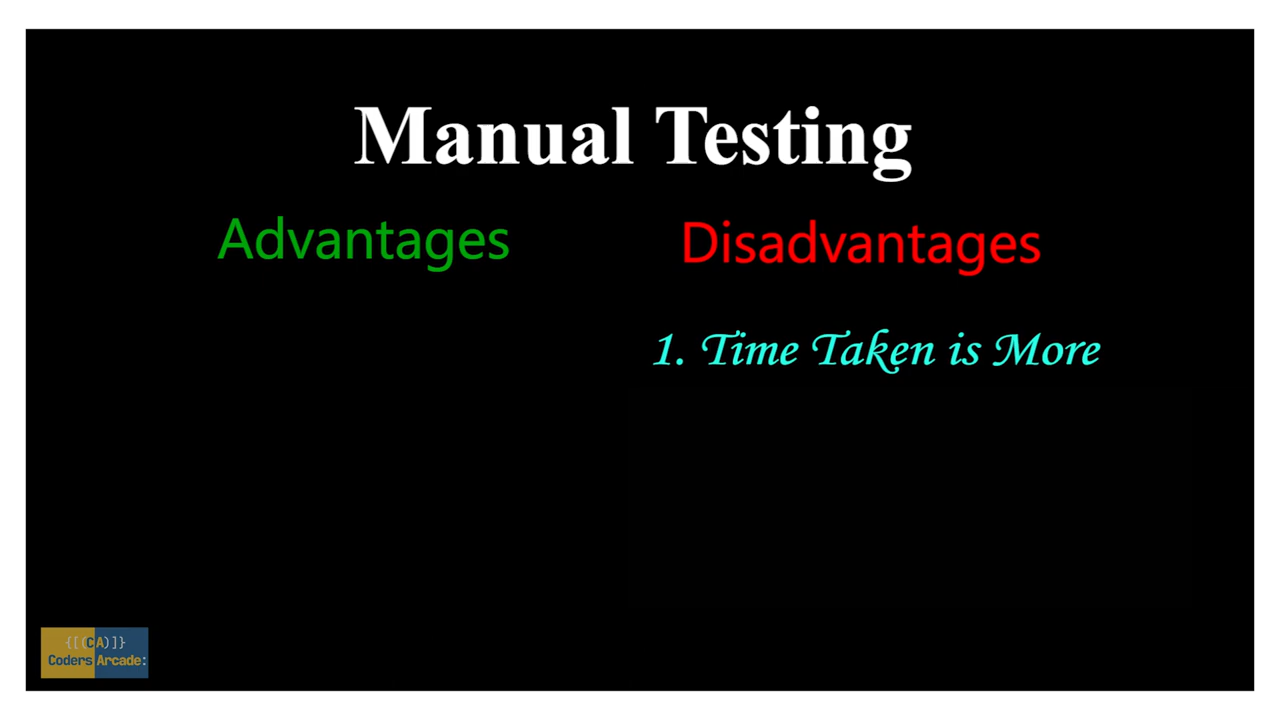 Manual Testing
Advantages
Disadvantages
1. Time Taken is More
{[(CA)]}
Coders Arcade: